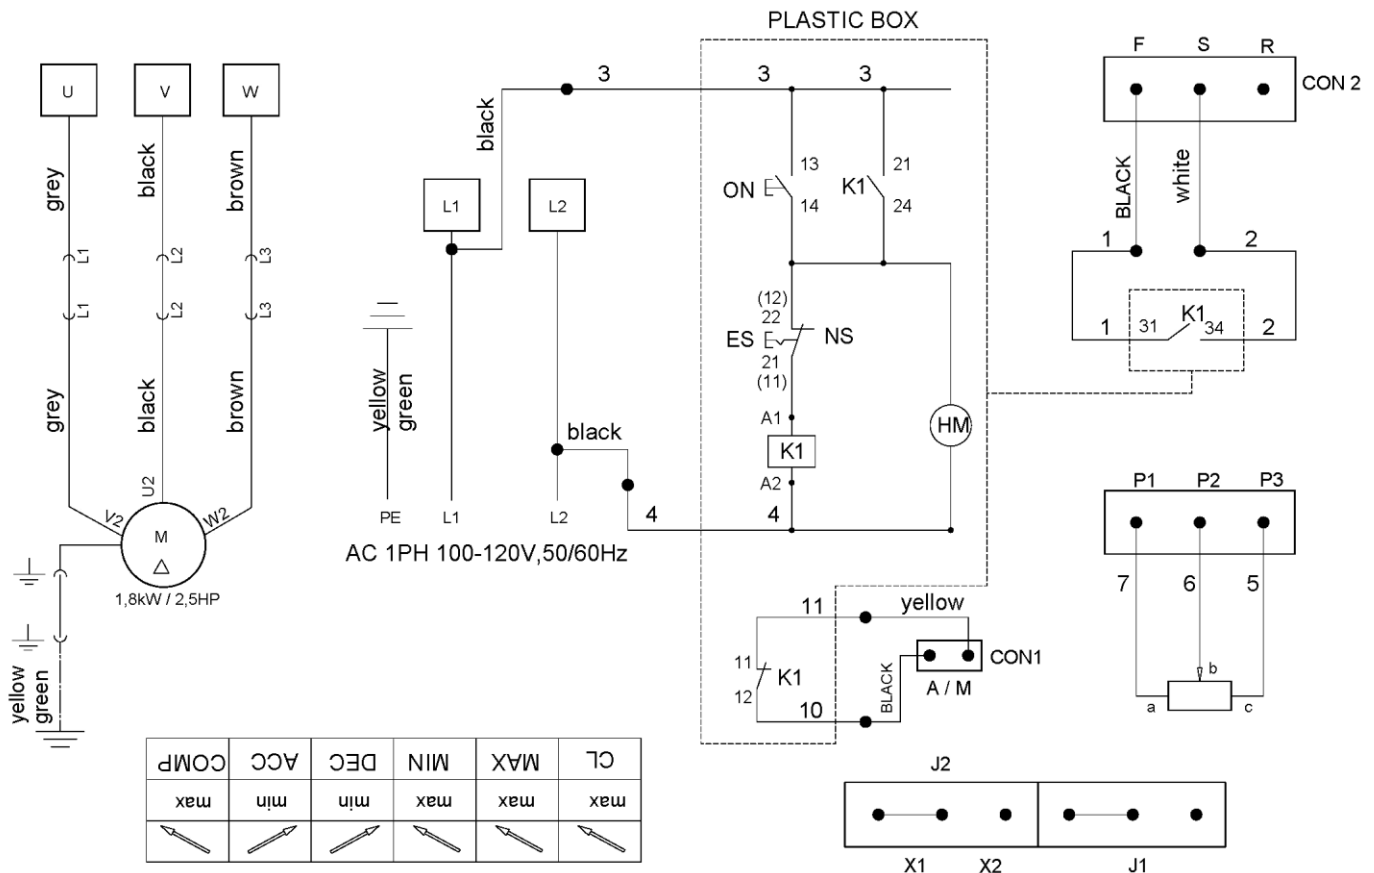 PLASTIC BOX
U
V
W
grey
black
brown
L1
L2
L3
L1
L2
L3
grey
black
brown
V2
U2
W2
M
1,8kW / 2,5HP
yellow
green
3
3
3
black
L1
L2
yellow
green
black
PE
L1
L2
4
4
AC 1PH 100-120V,50/60Hz
13
ON
14
21
K1
24
(12)
22
ES
NS
21
(11)
A1
K1
A2
HM
11
yellow
11
K1
12
10
BLACK
CON1
A / M
F
S
R
CON 2
BLACK
white
1
2
K1
1
31
34
2
P1
P2
P3
7
6
5
b
a
c
COMP
ACC
DEC
MIN
MAX
CL
max
min
min
max
max
max
J2
X1
X2
J1